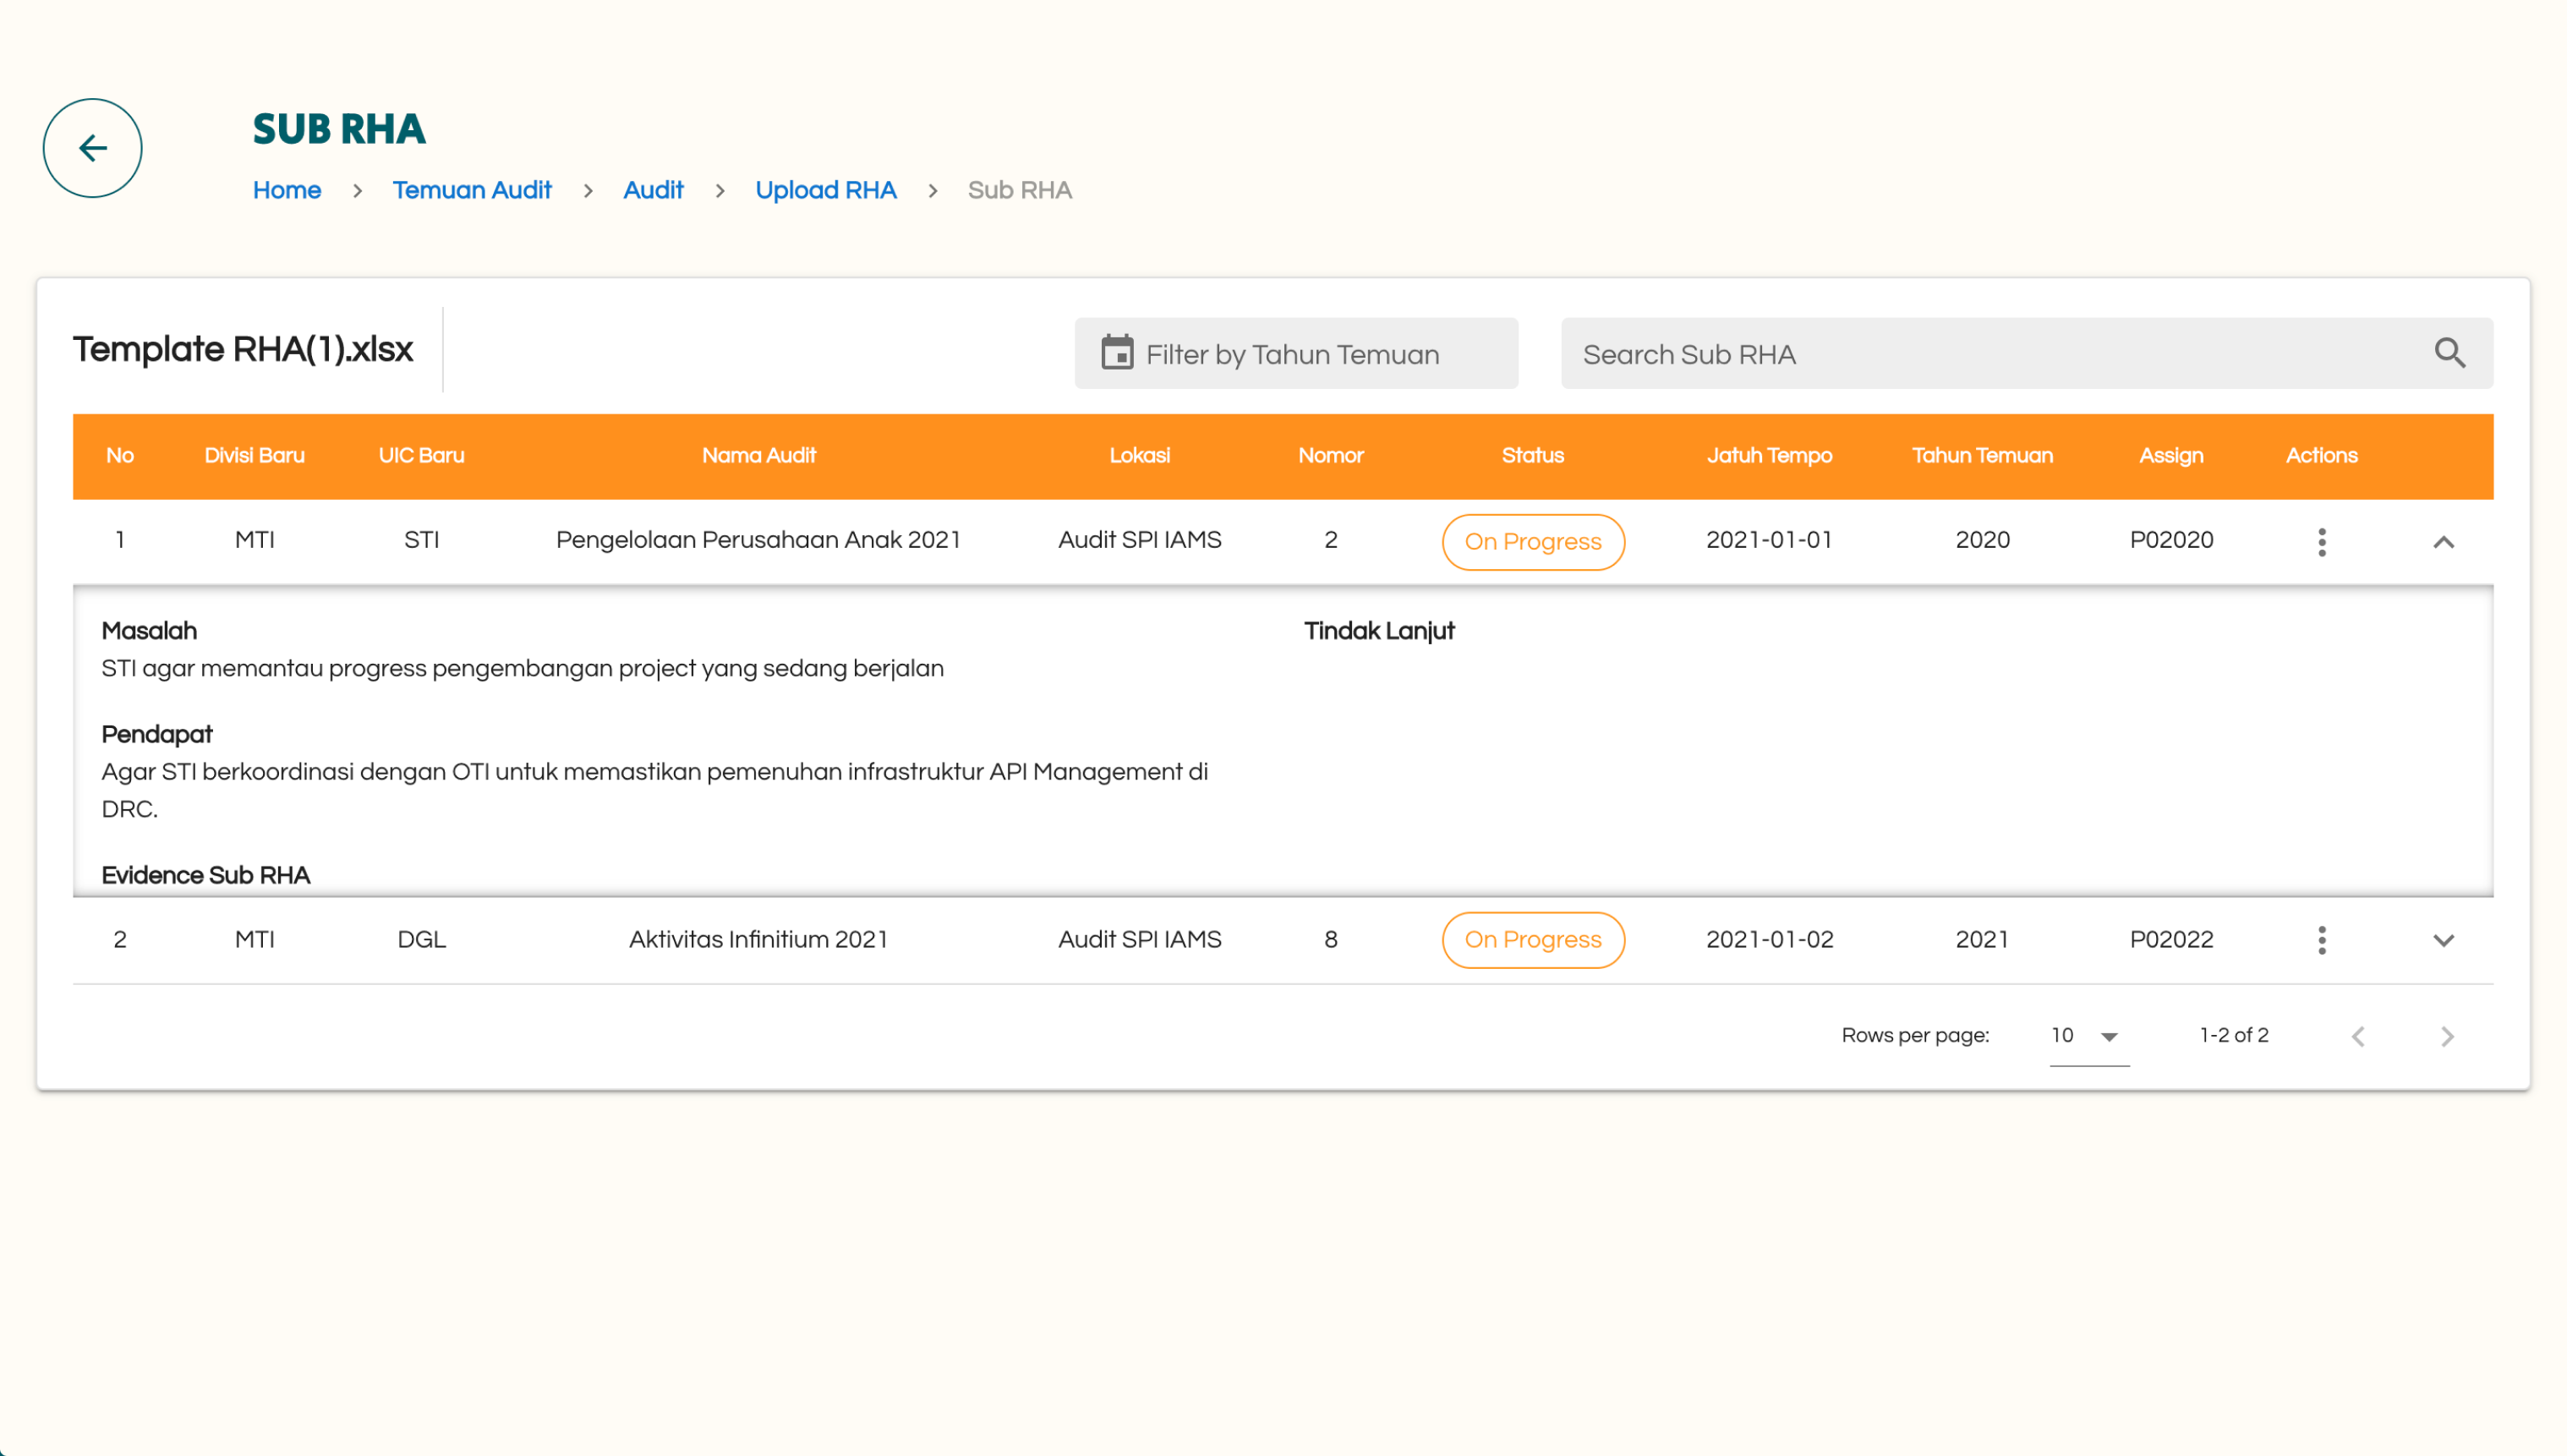 SUB RHA
Home > Temuan Audit > Audit > Upload RHA > Sub RHA
Template RHA(1).xlsx
Filter by Tahun Temuan
Search Sub RHA
No Divisi Baru UIC Baru Nama Audit Lokasi Nomor Status Jatuh Tempo Tahun Temuan Assign Actions
1 MTI STI Pengelolaan Perusahaan Anak 2021 Audit SPI IAMS 2 On Progress 2021-01-01 2020 P02020
Masalah
STI agar memantau progress pengembangan project yang sedang berjalan
Pendapat
Agar STI berkoordinasi dengan OTI untuk memastikan pemenuhan infrastruktur API Management di
DRC.
Evidence Sub RHA
Tindak Lanjut
2 MTI DGL Aktivitas Infinitium 2021 Audit SPI IAMS 8 On Progress 2021-01-02 2021 P02022
Rows per page: 10 1-2 of 2